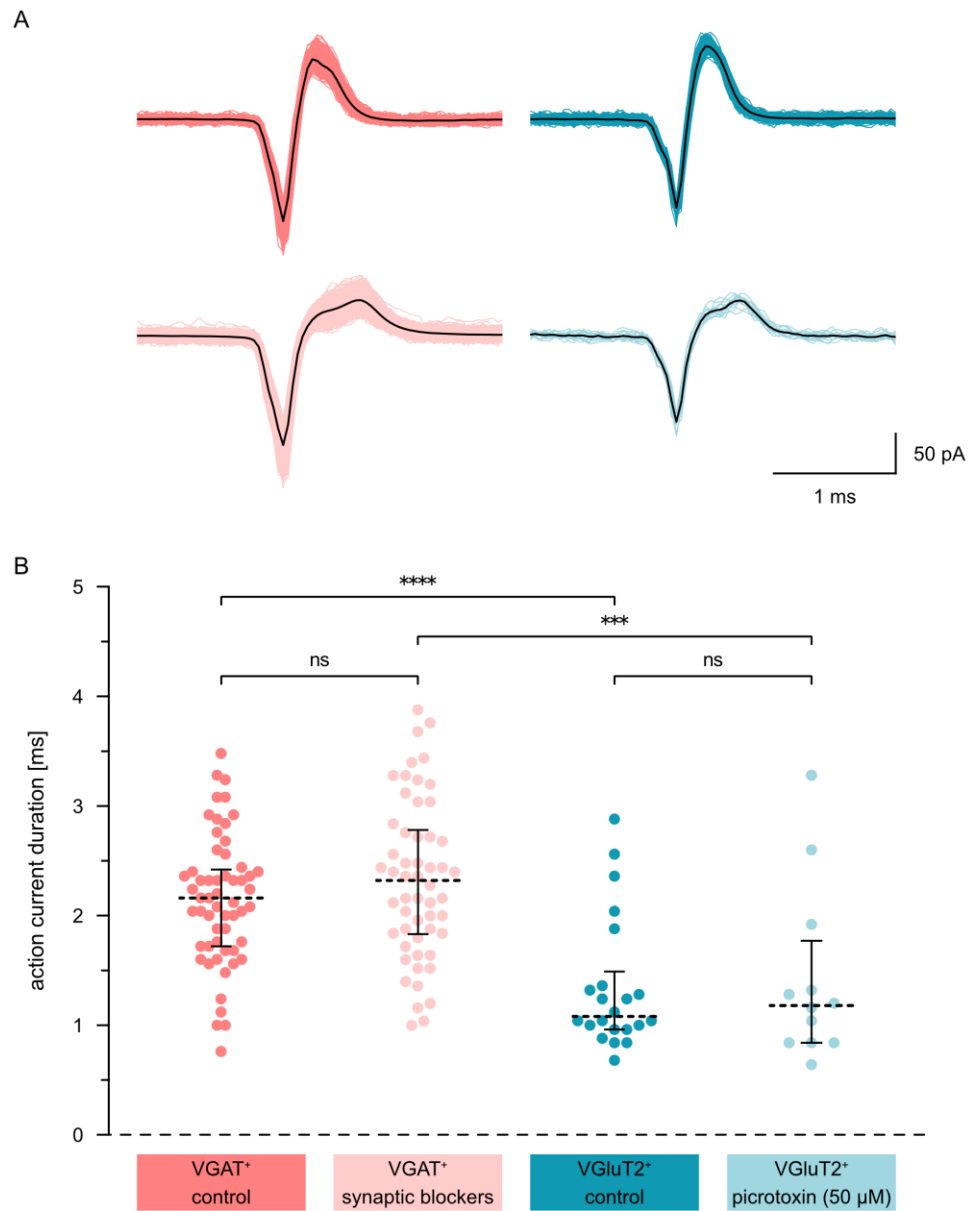 A
50 pA
1 ms
B
5
4
3
2
1
0
action current duration [ms]
****
***
ns
ns
VGAT⁺
control
VGAT⁺
synaptic blockers
VGluT2⁺
control
VGluT2⁺
picrotoxin (50 µM)